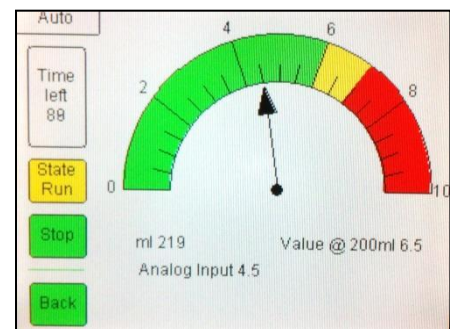 Auto
Time
left
88
State
Run
Stop
Back
0
2
4
6
8
10
ml 219
Value @ 200ml 6.5
Analog Input 4.5